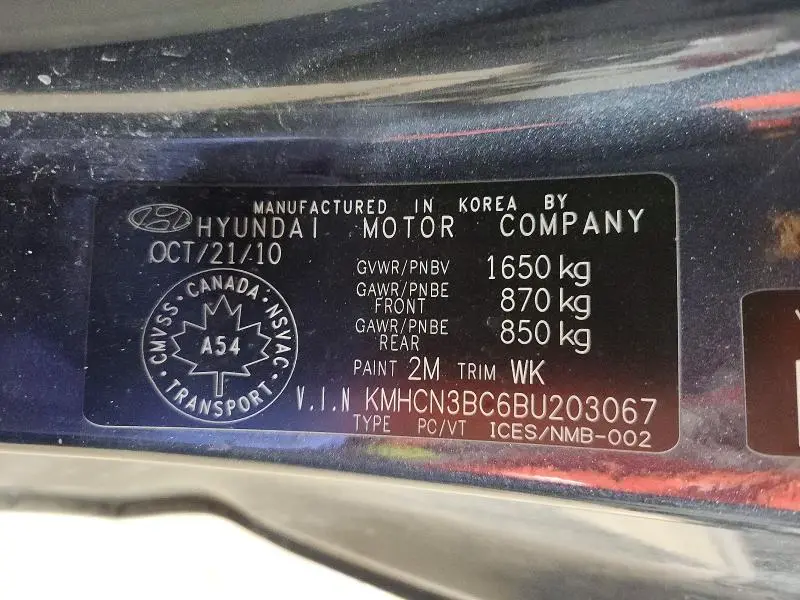 MANUFACTURED IN KOREA BY
HYUNDAI MOTOR COMPANY
OCT/21/10
GVWR/PNBV 1650 kg
GAWR/PNBE FRONT 870 kg
GAWR/PNBE REAR 850 kg
CMVSS · CANADA · NSVAC · TRANSPORT ·
A54
PAINT 2M TRIM WK
V.I.N KMHCN3BC6BU203067
TYPE PC/VT ICES/NMB-002